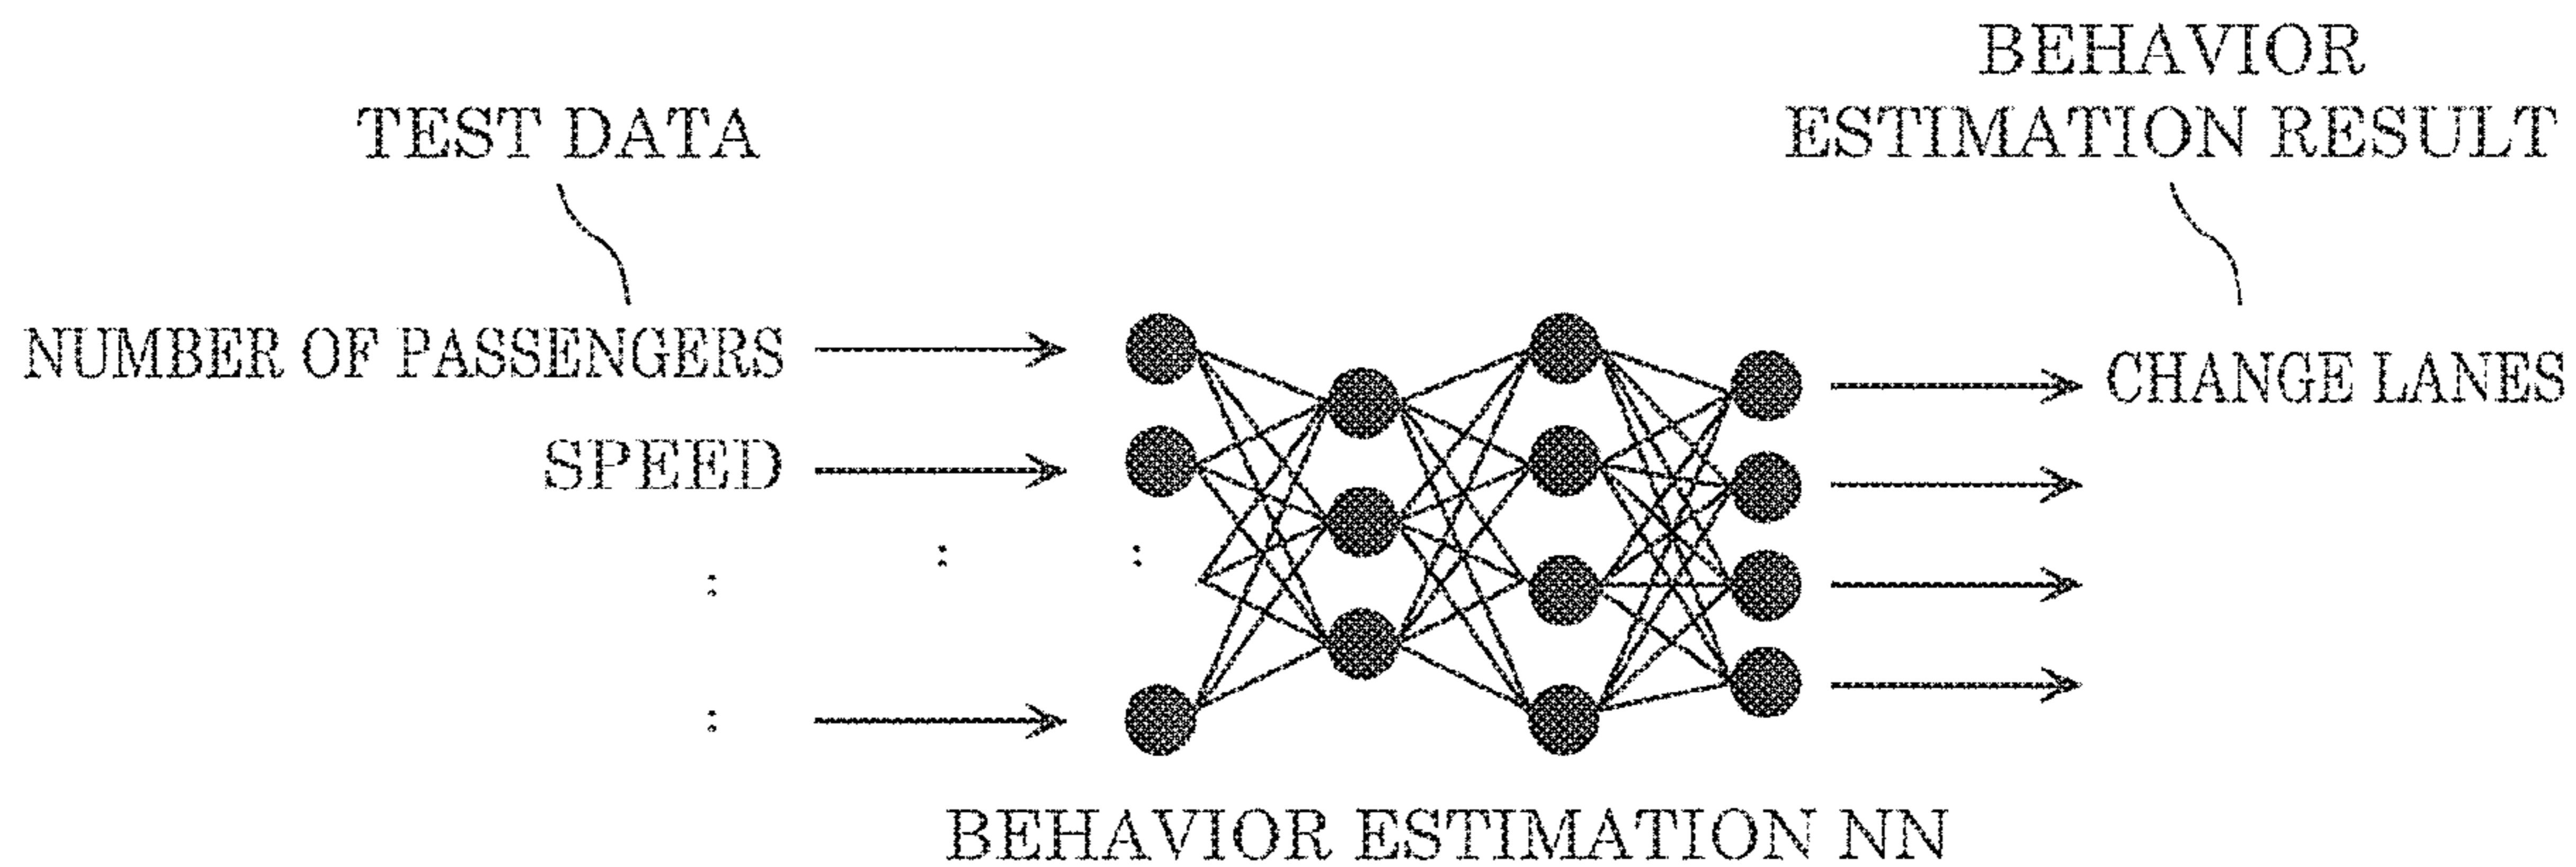 TEST DATA
BEHAVIOR
ESTIMATION RESULT
NUMBER OF PASSENGERS
CHANGE LANES
SPEED
:
:
:
:
BEHAVIOR ESTIMATION NN